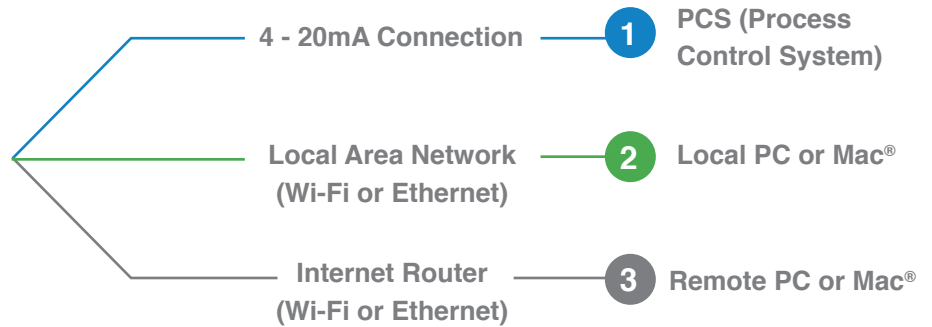 4 - 20mA Connection
1
PCS (Process
Control System)
Local Area Network
(Wi-Fi or Ethernet)
2
Local PC or Mac®
Internet Router
(Wi-Fi or Ethernet)
3
Remote PC or Mac®